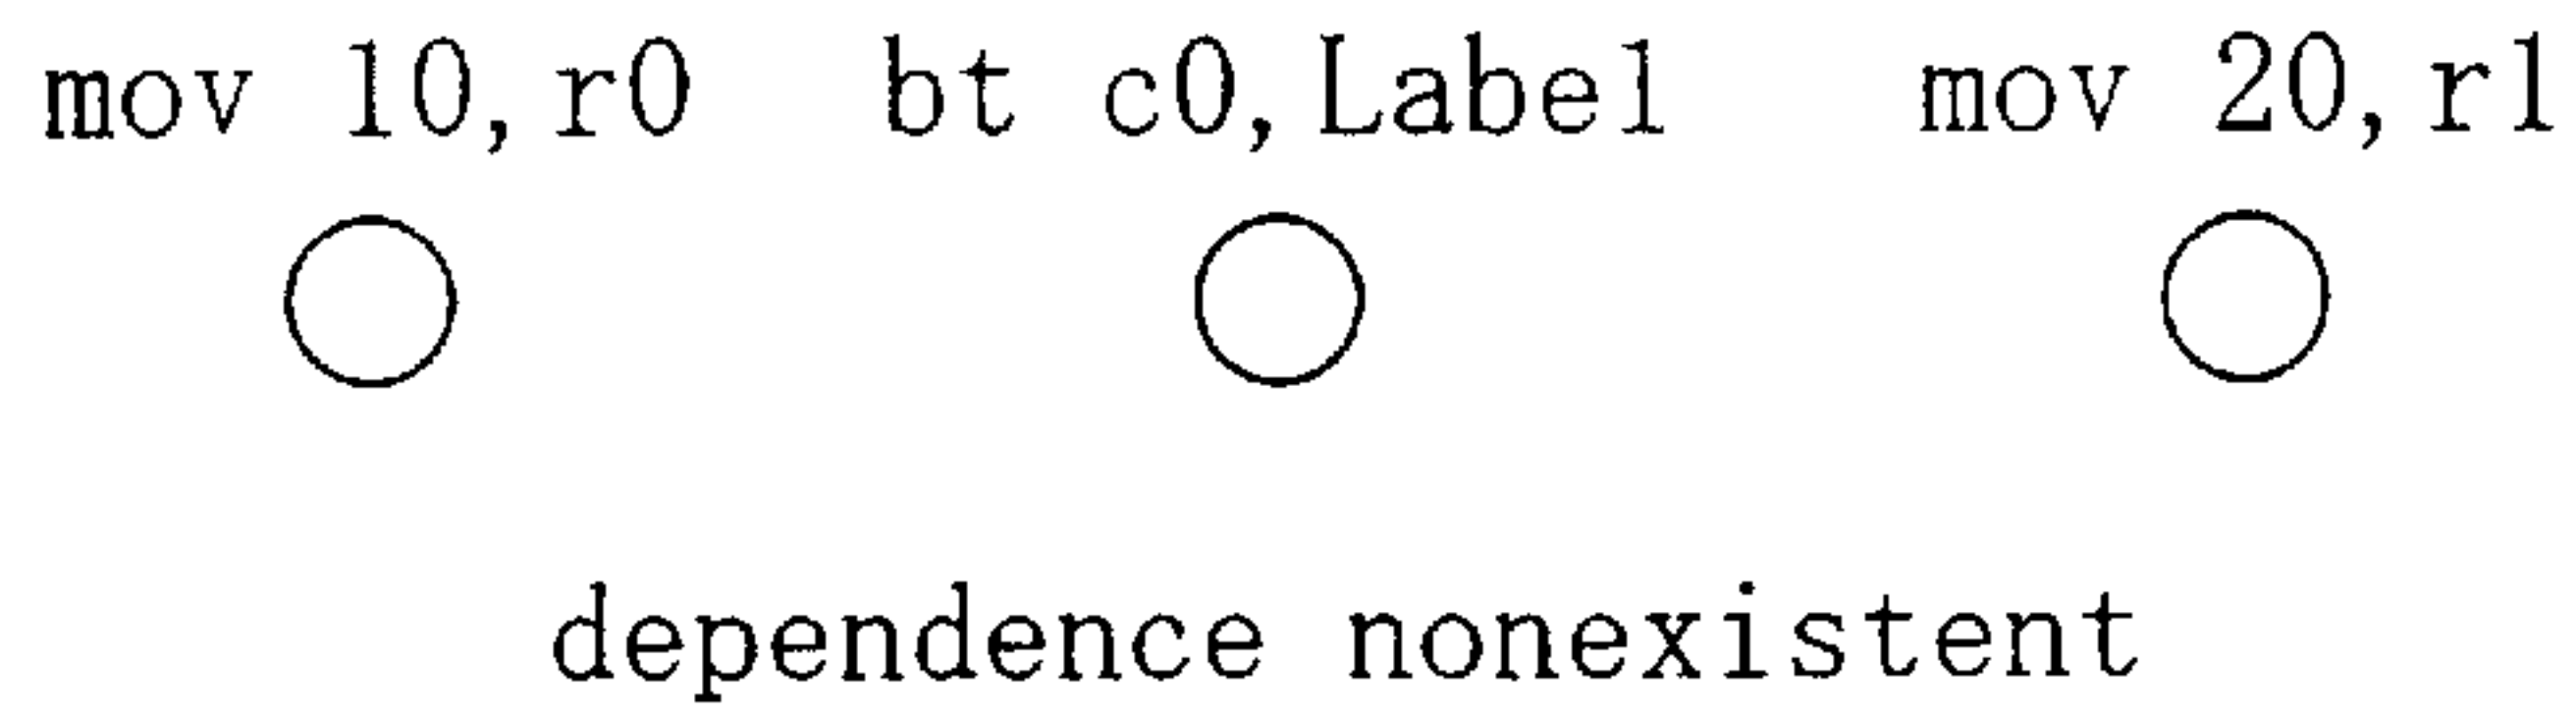 mov 10,r0 bt c0,Label mov 20,r1
dependence nonexistent